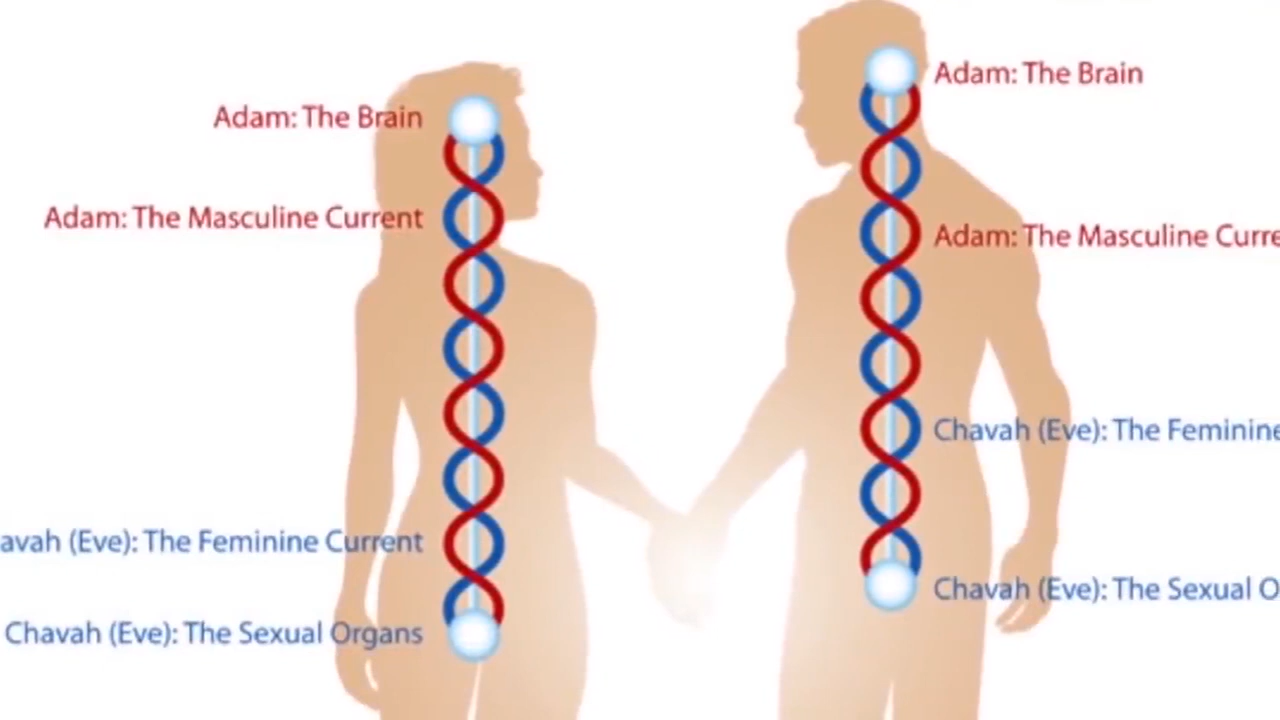 Adam: The Brain
Adam: The Masculine Current
avah (Eve): The Feminine Current
Chavah (Eve): The Sexual Organs
Adam: The Brain
Adam: The Masculine Curre
Chavah (Eve): The Feminine
Chavah (Eve): The Sexual O